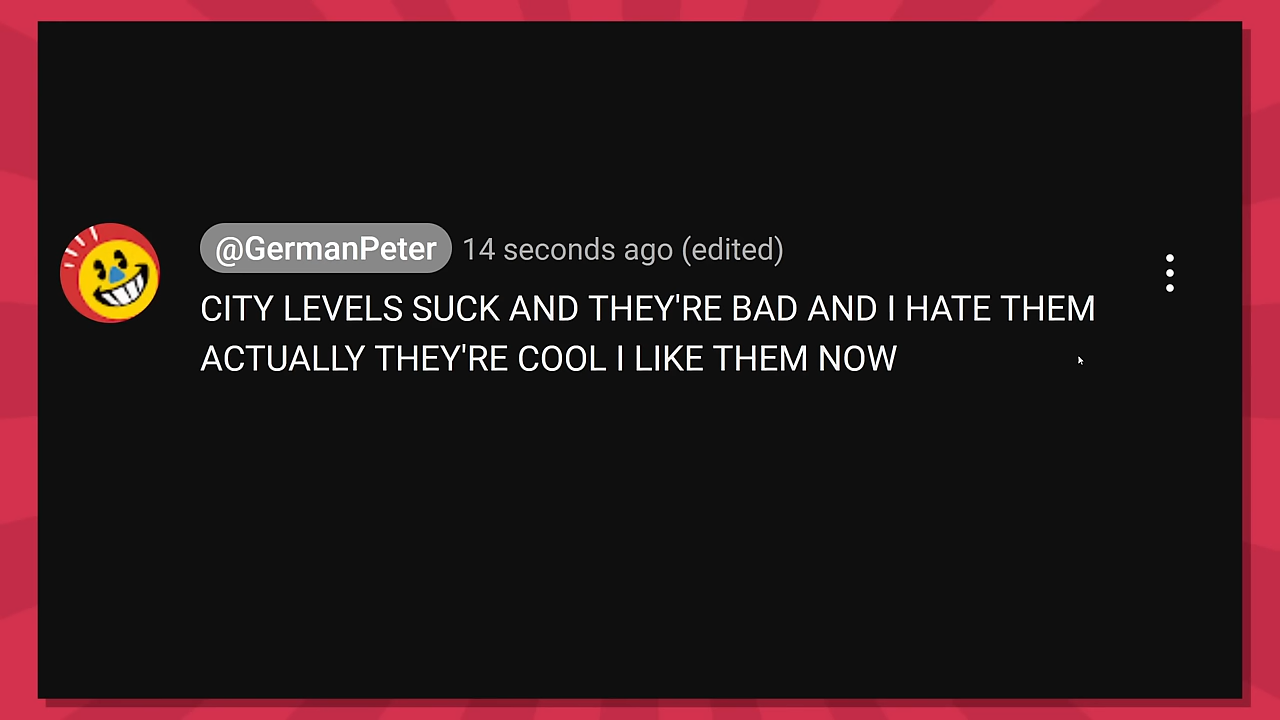 @GermanPeter 14 seconds ago (edited)
CITY LEVELS SUCK AND THEY'RE BAD AND I HATE THEM
ACTUALLY THEY'RE COOL I LIKE THEM NOW